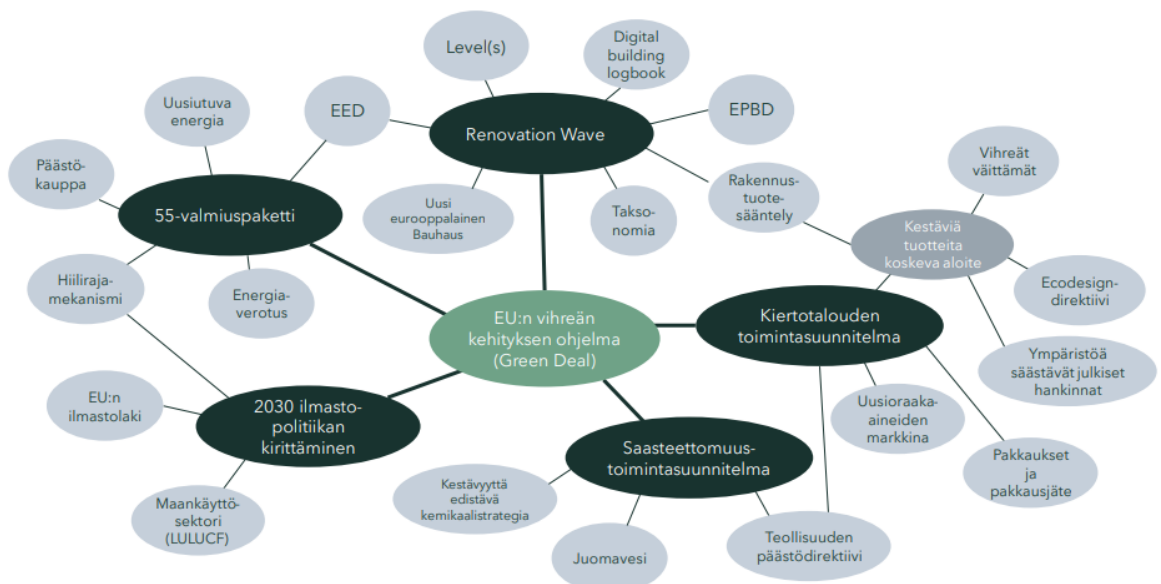 Level(s)
Digital
building
logbook
Uusiutuva
energia
EED
Renovation Wave
EPBD
Vihreät
väittämät
Päästö-
kauppa
55-valmiuspaketti
Uusi
eurooppalainen
Bauhaus
Takso-
nomia
Rakennus-
tuote-
sääntely
Kestäviä
tuotteita
koskeva aloite
Hiiliraja-
mekanismi
Energia-
verotus
Ecodesign-
direktiivi
EU:n vihreän
kehityksen ohjelma
(Green Deal)
Kiertotalouden
toimintasuunnitelma
Ympäristöä
säästävät julkiset
hankinnat
EU:n
ilmastolaki
2030 ilmasto-
politiikan
kirittäminen
Uusioraaka-
aineiden
markkina
Saasteettomuus-
toimintasuunnitelma
Pakkaukset
ja
pakkausjäte
Kestävyyttä
edistävä
kemikaalistrategia
Maankäyttö-
sektori
(LULUCF)
Juomavesi
Teollisuuden
päästödirektiivi